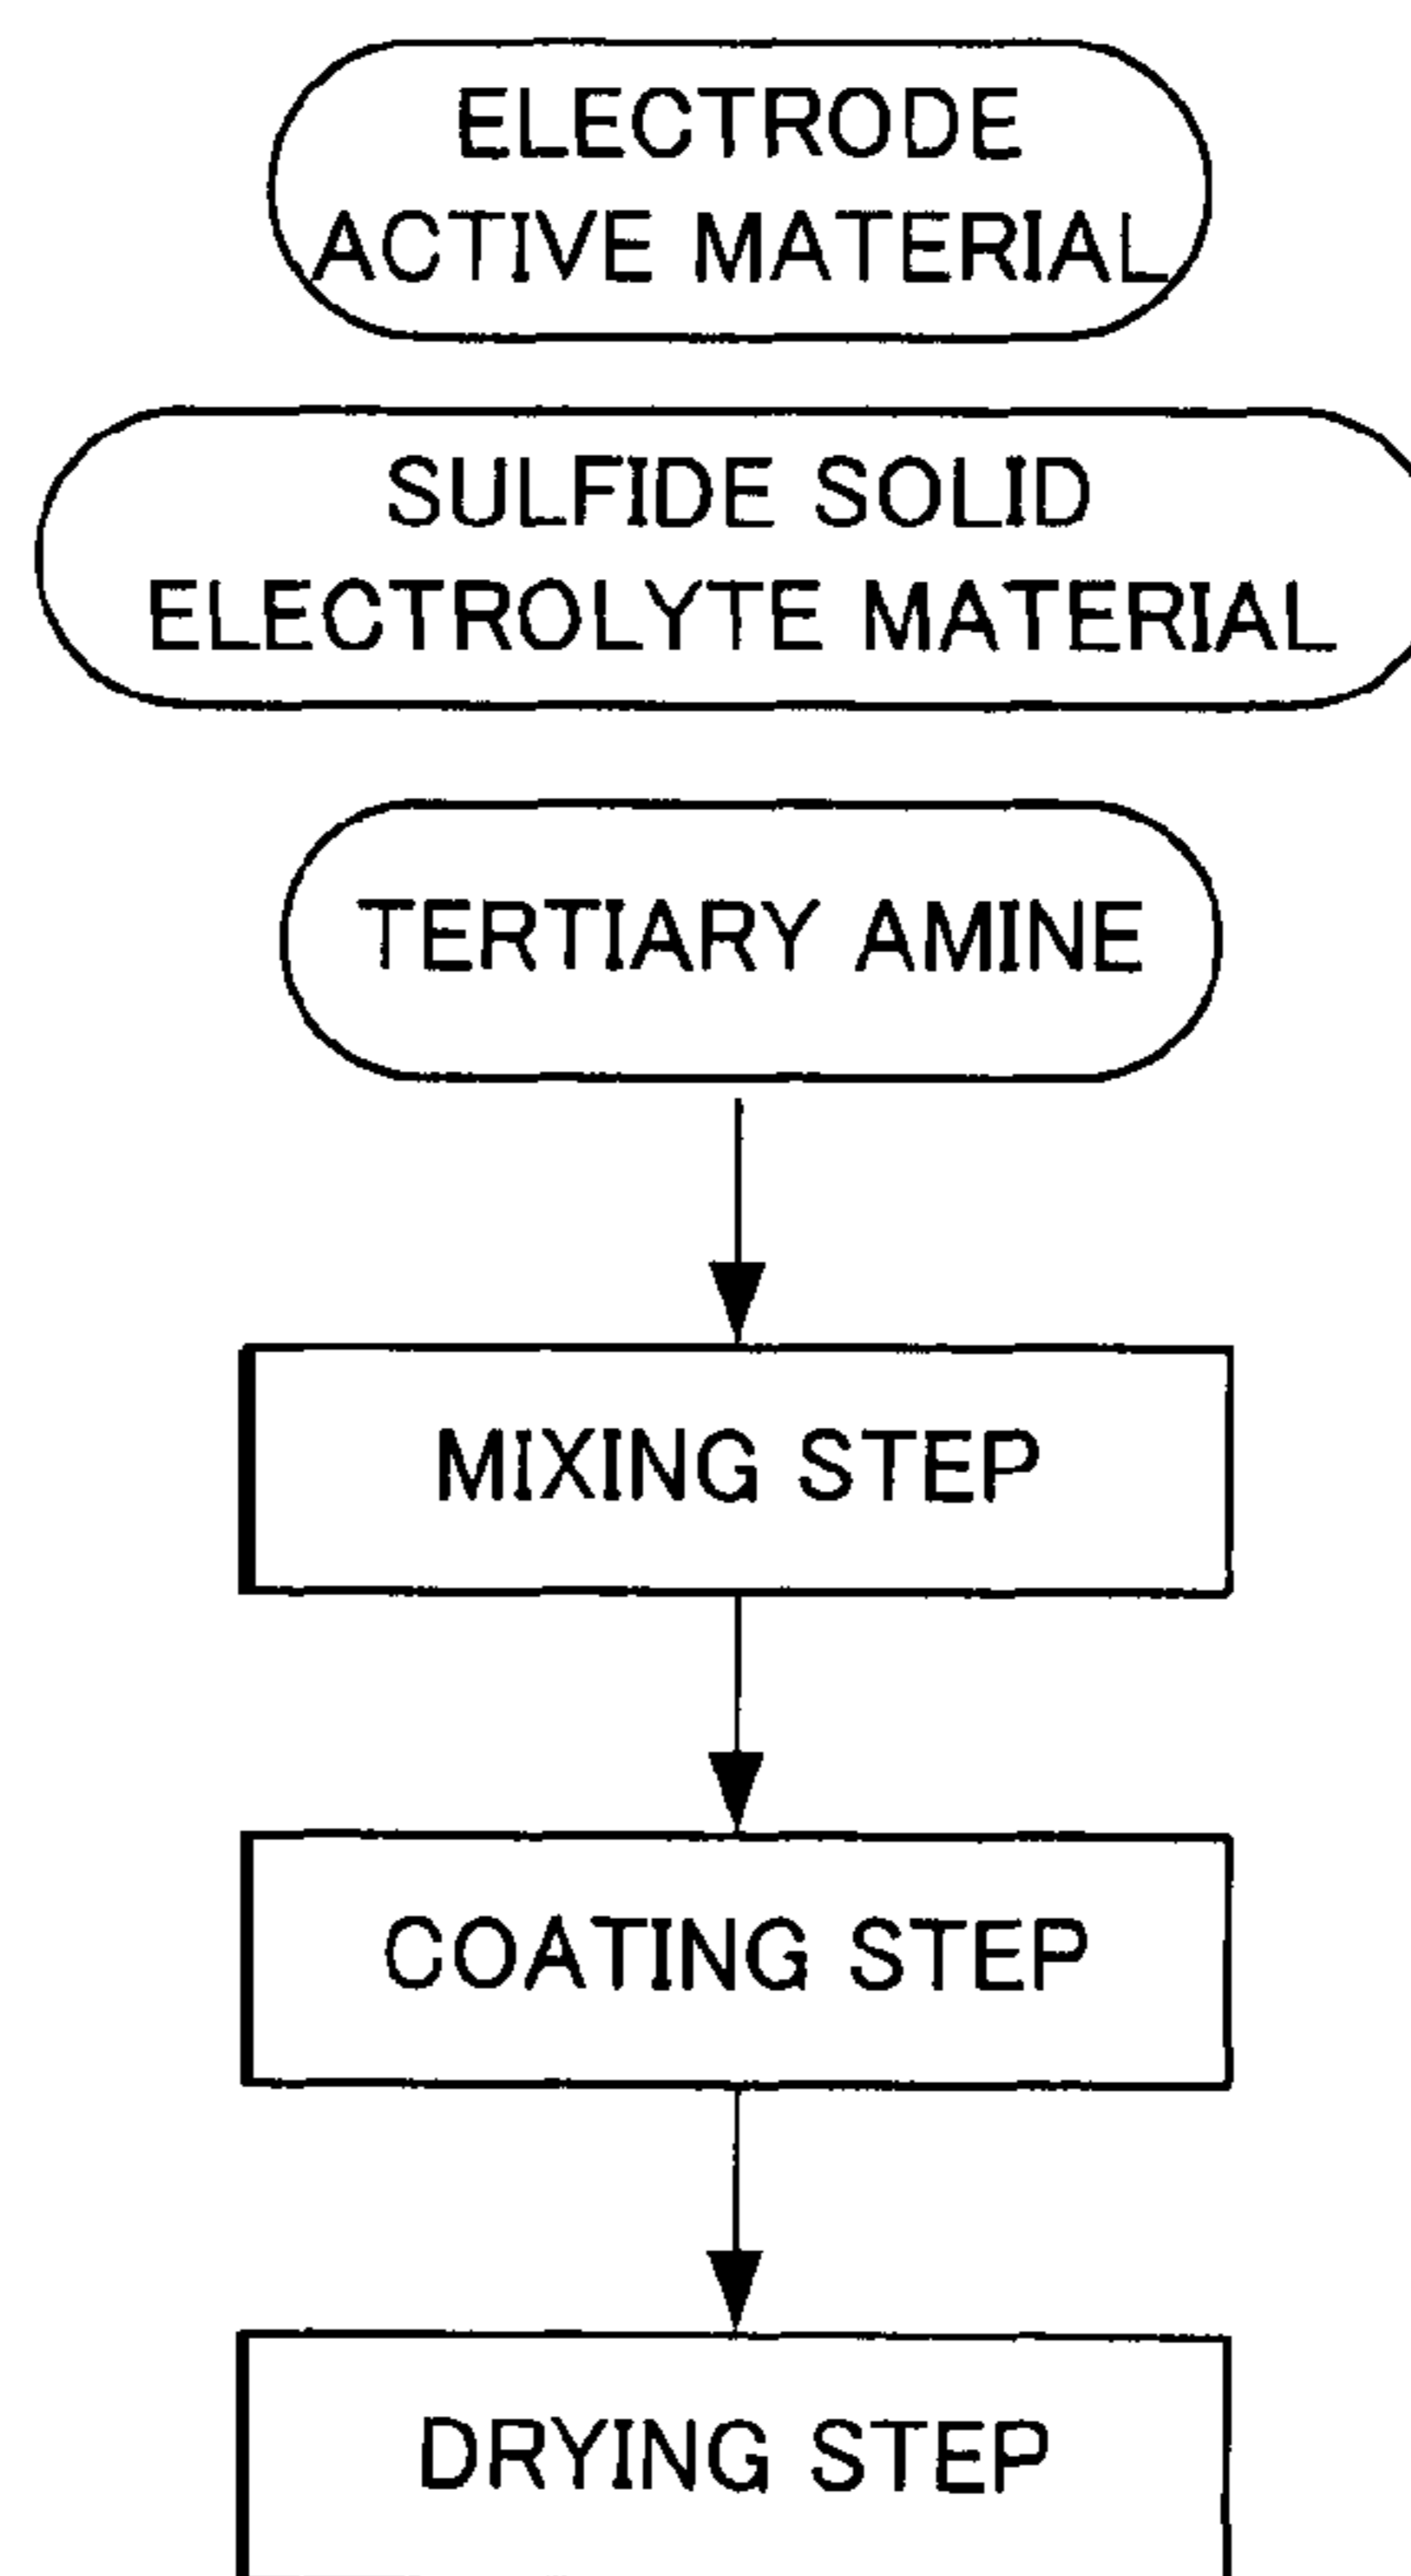 ELECTRODE
ACTIVE MATERIAL
SULFIDE SOLID
ELECTROLYTE MATERIAL
TERTIARY AMINE
MIXING STEP
COATING STEP
DRYING STEP